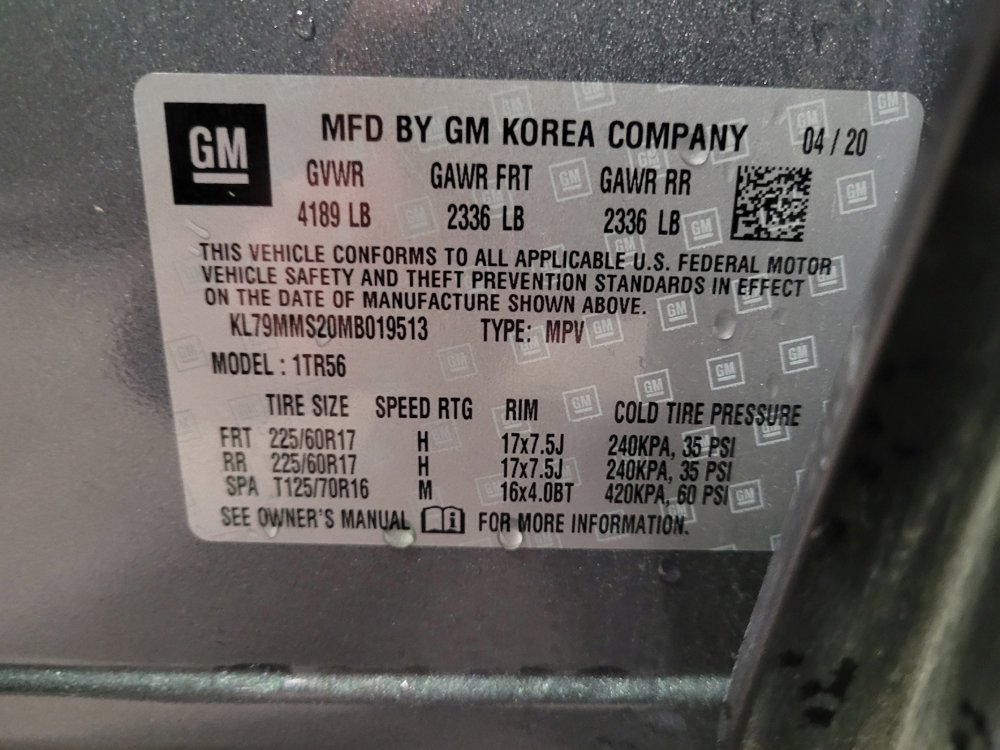 GM
MFD BY GM KOREA COMPANY 04 / 20
GVWR GAWR FRT GAWR RR
4189 LB 2336 LB 2336 LB
THIS VEHICLE CONFORMS TO ALL APPLICABLE U.S. FEDERAL MOTOR
VEHICLE SAFETY AND THEFT PREVENTION STANDARDS IN EFFECT
ON THE DATE OF MANUFACTURE SHOWN ABOVE.
KL79MMS20MB019513 TYPE: MPV
MODEL : 1TR56
TIRE SIZE SPEED RTG RIM COLD TIRE PRESSURE
FRT 225/60R17 H 17x7.5J 240KPA, 35 PSI
RR 225/60R17 H 17x7.5J 240KPA, 35 PSI
SPA T125/70R16 M 16x4.0BT 420KPA, 60 PSI
SEE OWNER'S MANUAL FOR MORE INFORMATION.